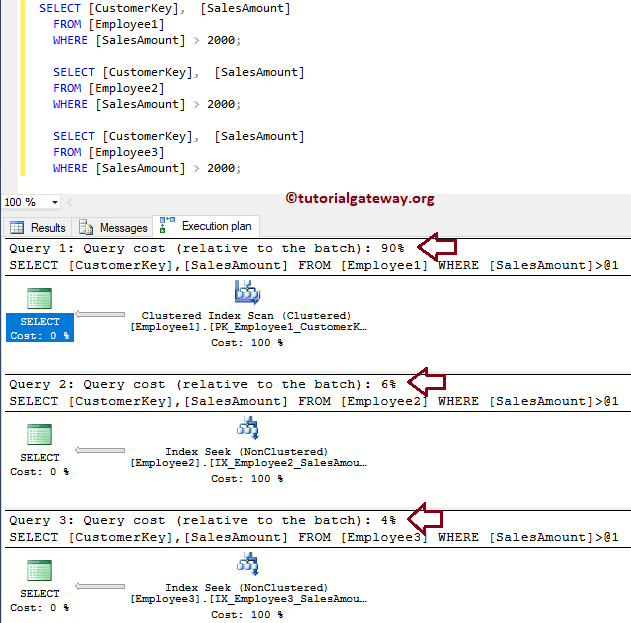 SELECT [CustomerKey], [SalesAmount]
FROM [Employee1]
WHERE [SalesAmount] > 2000;
SELECT [CustomerKey], [SalesAmount]
FROM [Employee2]
WHERE [SalesAmount] > 2000;
SELECT [CustomerKey], [SalesAmount]
FROM [Employee3]
WHERE [SalesAmount] > 2000;
100 %
©tutorialgateway.org
Results Messages Execution plan
Query 1: Query cost (relative to the batch): 90%
SELECT [CustomerKey],[SalesAmount] FROM [Employee1] WHERE [SalesAmount]>@1
Clustered Index Scan (Clustered)
SELECT [Employee1].[PK_Employee1_CustomerK…
Cost: 0 % Cost: 100 %
Query 2: Query cost (relative to the batch): 6%
SELECT [CustomerKey],[SalesAmount] FROM [Employee2] WHERE [SalesAmount]>@1
Index Seek (NonClustered)
SELECT [Employee2].[IX_Employee2_SalesAmou…
Cost: 0 % Cost: 100 %
Query 3: Query cost (relative to the batch): 4%
SELECT [CustomerKey],[SalesAmount] FROM [Employee3] WHERE [SalesAmount]>@1
Index Seek (NonClustered)
SELECT [Employee3].[IX_Employee3_SalesAmou…
Cost: 0 % Cost: 100 %